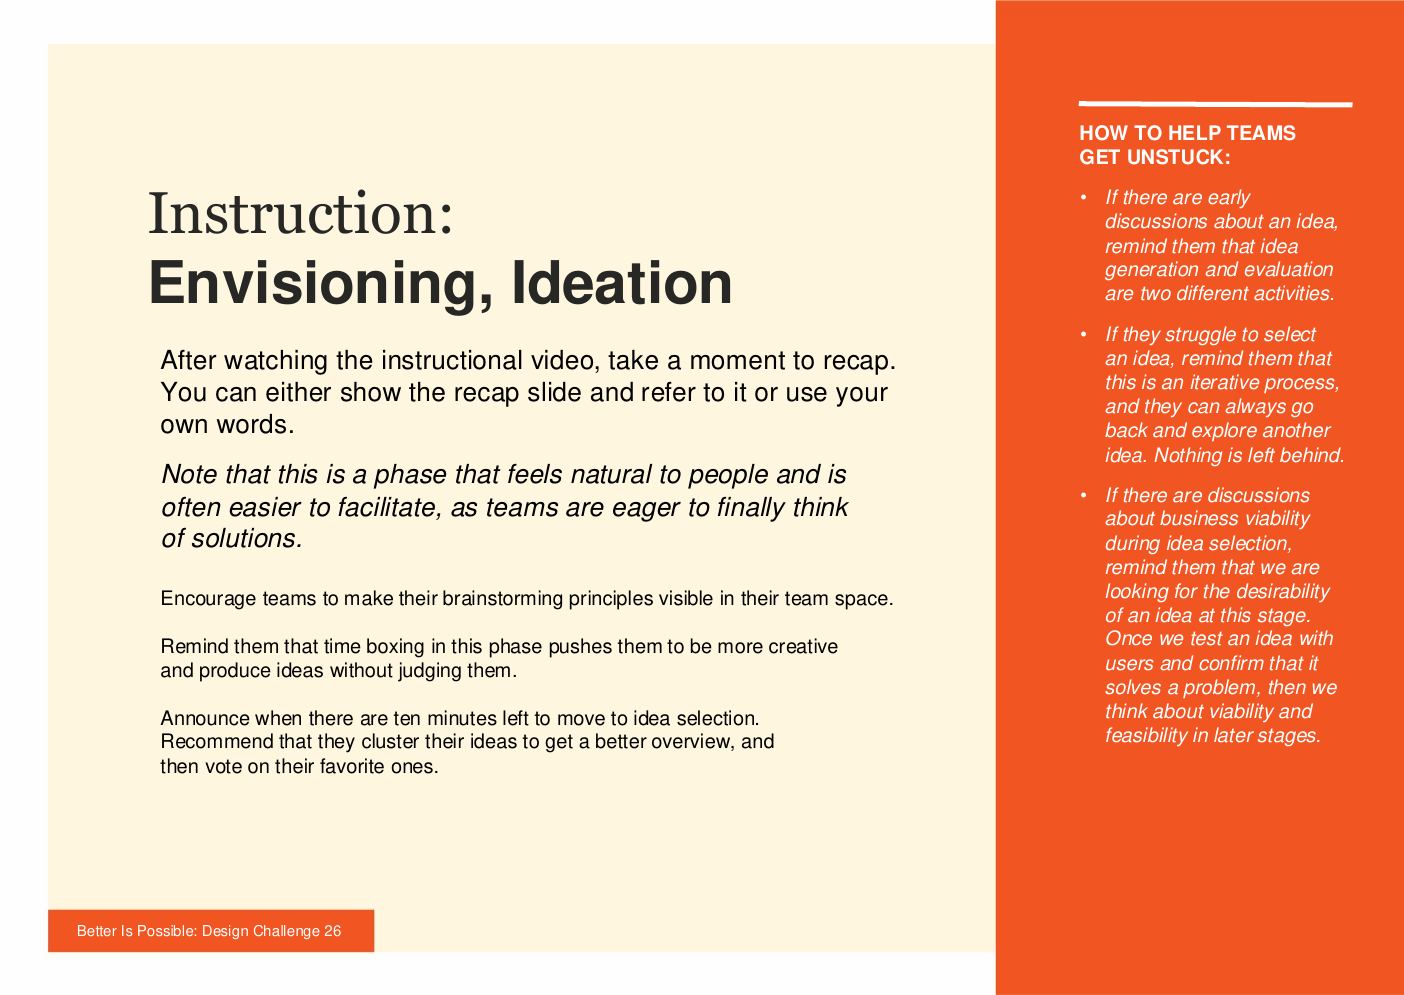 Instruction:
Envisioning, Ideation
After watching the instructional video, take a moment to recap.
You can either show the recap slide and refer to it or use your
own words.
Note that this is a phase that feels natural to people and is
often easier to facilitate, as teams are eager to finally think
of solutions.
Encourage teams to make their brainstorming principles visible in their team space.
Remind them that time boxing in this phase pushes them to be more creative
and produce ideas without judging them.
Announce when there are ten minutes left to move to idea selection.
Recommend that they cluster their ideas to get a better overview, and
then vote on their favorite ones.
Better Is Possible: Design Challenge 26
HOW TO HELP TEAMS
GET UNSTUCK:
• If there are early
discussions about an idea,
remind them that idea
generation and evaluation
are two different activities.
• If they struggle to select
an idea, remind them that
this is an iterative process,
and they can always go
back and explore another
idea. Nothing is left behind.
• If there are discussions
about business viability
during idea selection,
remind them that we are
looking for the desirability
of an idea at this stage.
Once we test an idea with
users and confirm that it
solves a problem, then we
think about viability and
feasibility in later stages.